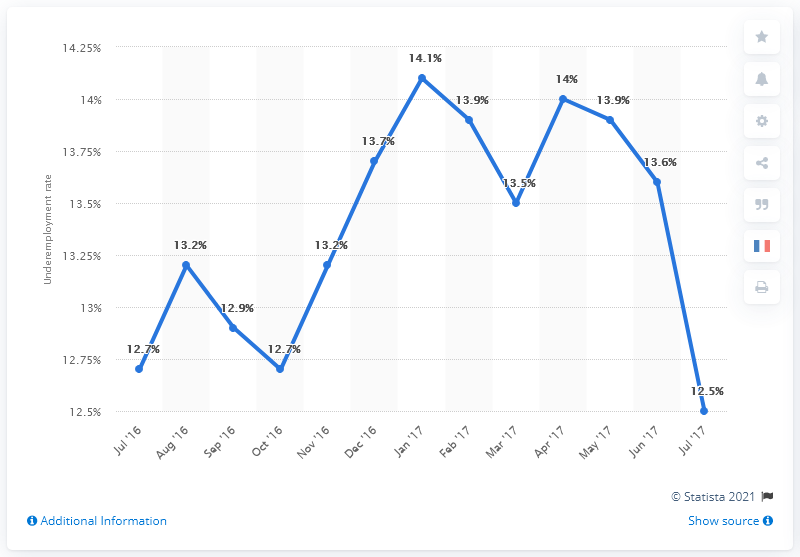 14.25%
14%
13.75%
13.5%
13.25%
13%
12.75%
12.5%
Underemployment rate
12.7%
13.2%
12.9%
12.7%
13.2%
13.7%
14.1%
13.9%
13.5%
14%
13.9%
13.6%
12.5%
Jul '16
Aug '16
Sep '16
Oct '16
Nov '16
Dec '16
Jan '17
Feb '17
Mar '17
Apr '17
May '17
Jun '17
Jul '17
© Statista 2021
Additional Information
Show source